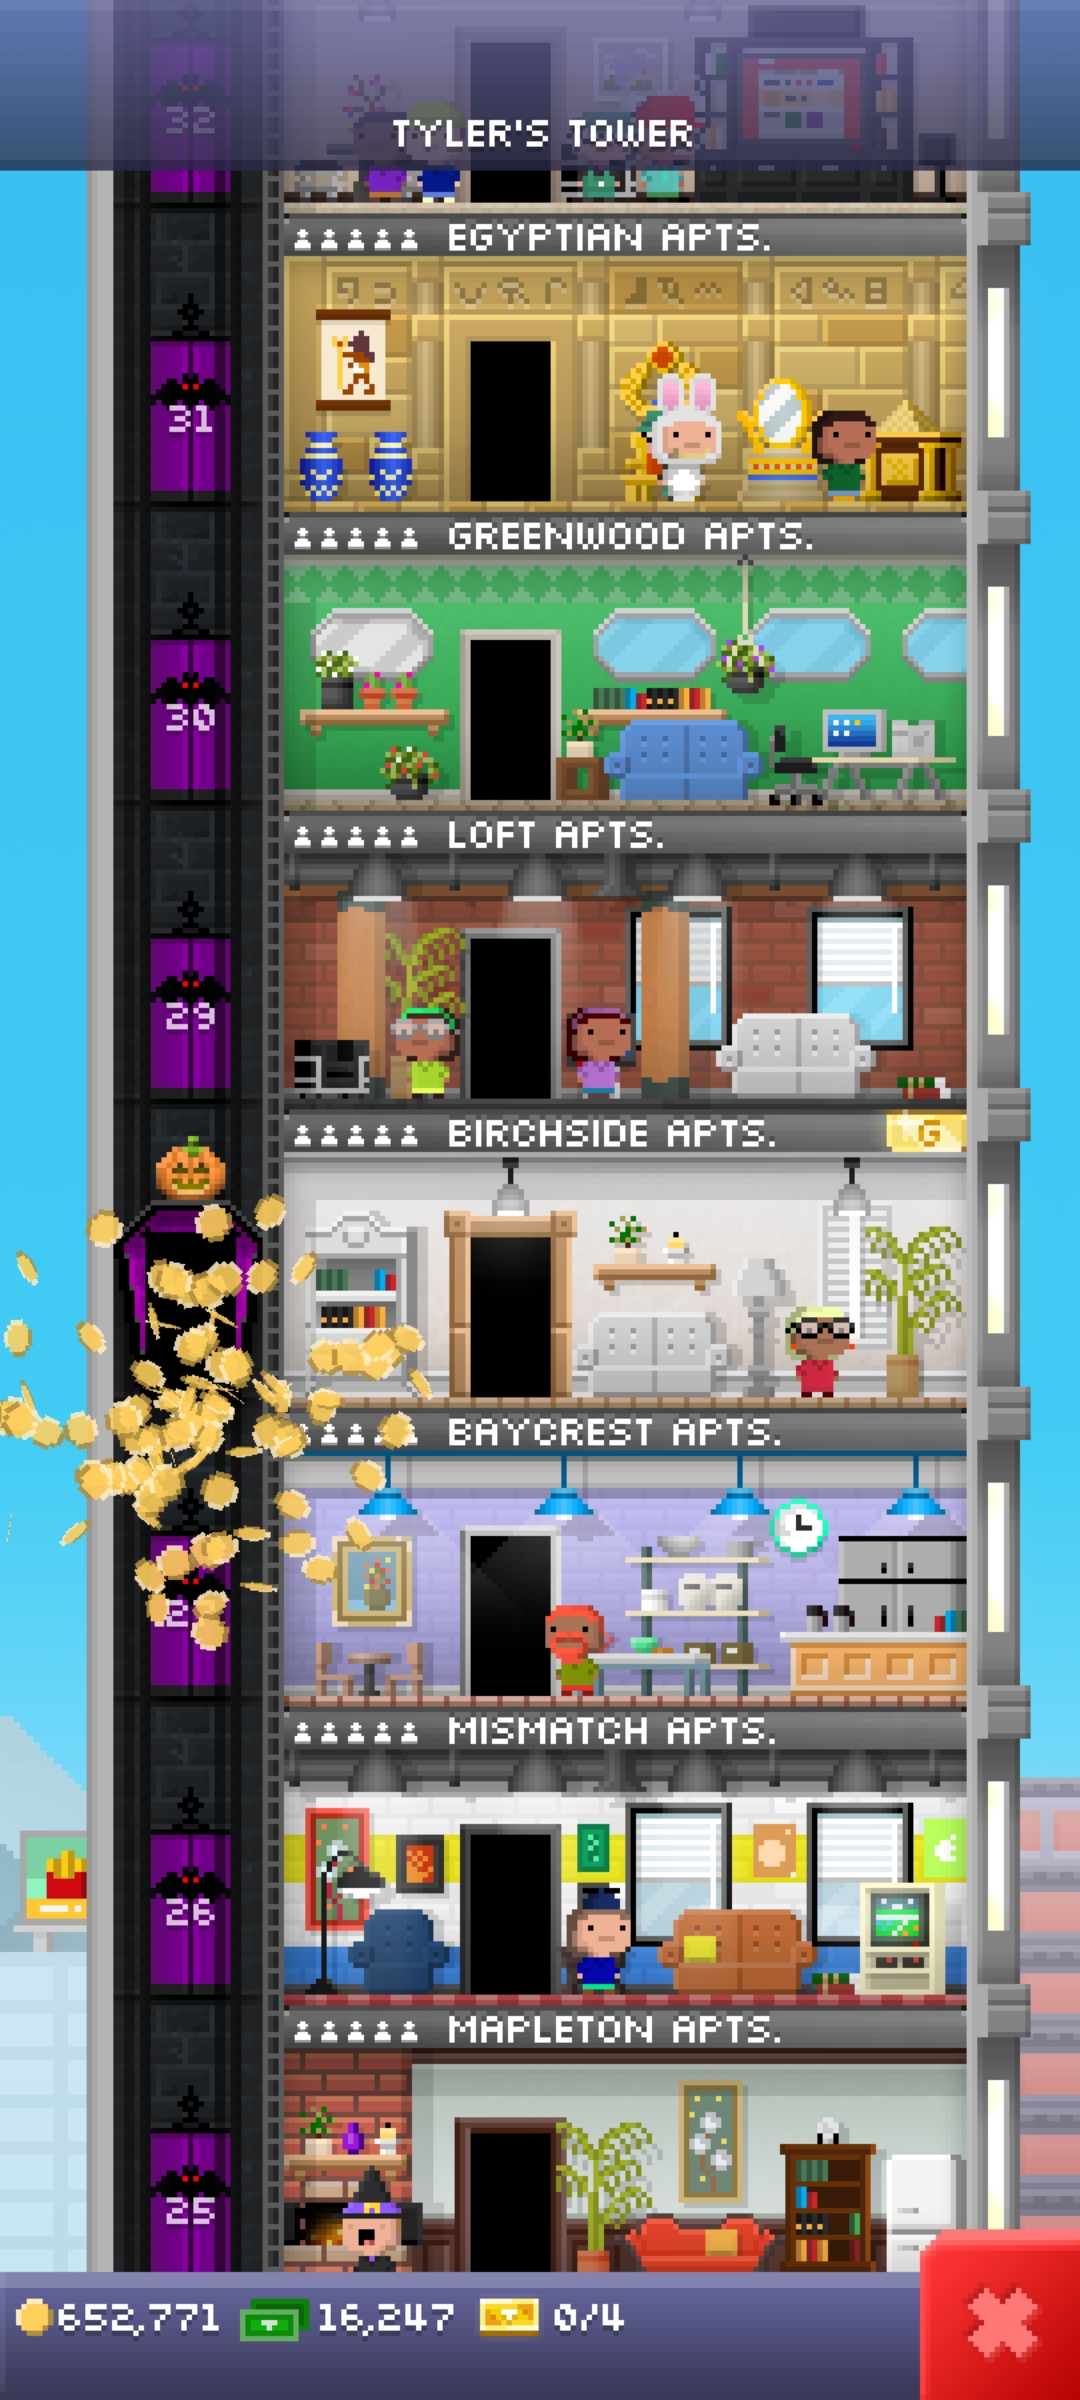 32
TYLER'S TOWER
EGYPTIAN APTS.
31
GREENWOOD APTS.
30
LOFT APTS.
29
BIRCHSIDE APTS. G
BAYCREST APTS.
MISMATCH APTS.
26
MAPLETON APTS.
25
652,771 16,247 0/4